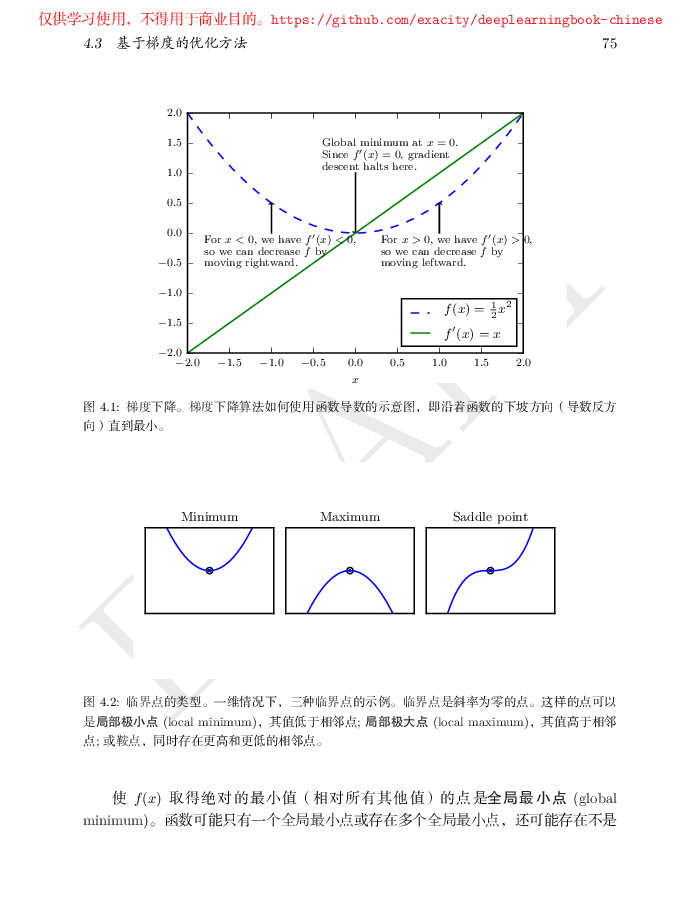 仅供学习使用，不得用于商业目的。https://github.com/exacity/deeplearningbook-chinese
4.3 基于梯度的优化方法 75
2.0
1.5
1.0
0.5
0.0
−0.5
−1.0
−1.5
−2.0
Global minimum at x = 0.
Since f′(x) = 0, gradient
descent halts here.
For x < 0, we have f′(x) < 0,
so we can decrease f by
moving rightward.
For x > 0, we have f′(x) > 0,
so we can decrease f by
moving leftward.
f(x) = ½x²
f′(x) = x
−2.0 −1.5 −1.0 −0.5 0.0 0.5 1.0 1.5 2.0
x
图 4.1: 梯度下降。梯度下降算法如何使用函数导数的示意图，即沿着函数的下坡方向（导数反方
向）直到最小。
Minimum Maximum Saddle point
图 4.2: 临界点的类型。一维情况下，三种临界点的示例。临界点是斜率为零的点。这样的点可以
是局部极小点 (local minimum)，其值低于相邻点; 局部极大点 (local maximum)，其值高于相邻
点; 或鞍点，同时存在更高和更低的相邻点。
使 f(x) 取得绝对的最小值（相对所有其他值）的点是全局最小点 (global
minimum)。函数可能只有一个全局最小点或存在多个全局最小点，还可能存在不是